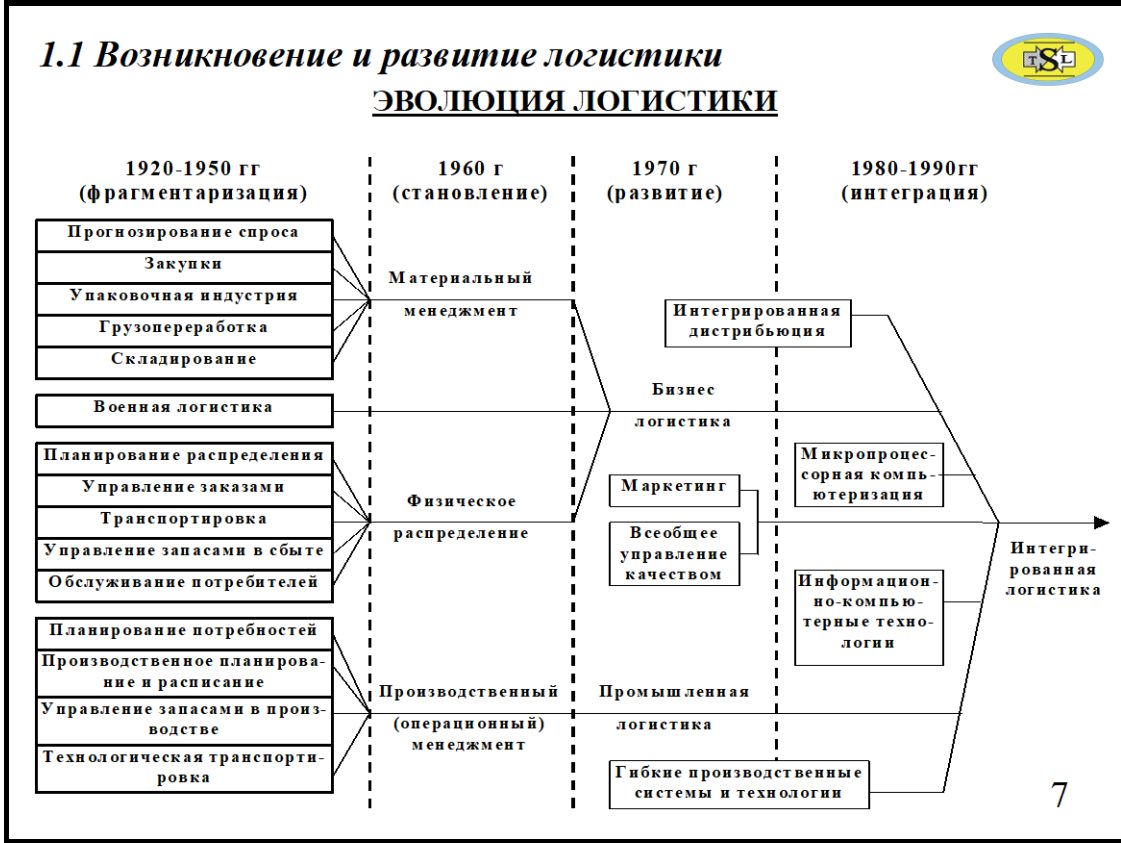 1.1 Возникновение и развитие логистики
TSL
ЭВОЛЮЦИЯ ЛОГИСТИКИ
1920-1950 гг
(фрагментаризация)
1960 г
(становление)
1970 г
(развитие)
1980-1990гг
(интеграция)
Прогнозирование спроса
Закупки
Упаковочная индустрия
Грузопереработка
Складирование
Военная логистика
Планирование распределения
Управление заказами
Транспортировка
Управление запасами в сбыте
Обслуживание потребителей
Планирование потребностей
Производственное планирова-
ние и расписание
Управление запасами в произ-
водстве
Технологическая транспорти-
ровка
Материальный
менеджмент
Физическое
распределение
Производственный
(операционный)
менеджмент
Интегрированная
дистрибьюция
Бизнес
логистика
Маркетинг
Всеобщее
управление
качеством
Промышленная
логистика
Гибкие производственные
системы и технологии
Микропроцес-
сорная компь-
ютеризация
Информацион-
но-компью-
терные техно-
логии
Интегри-
рованная
логистика
7